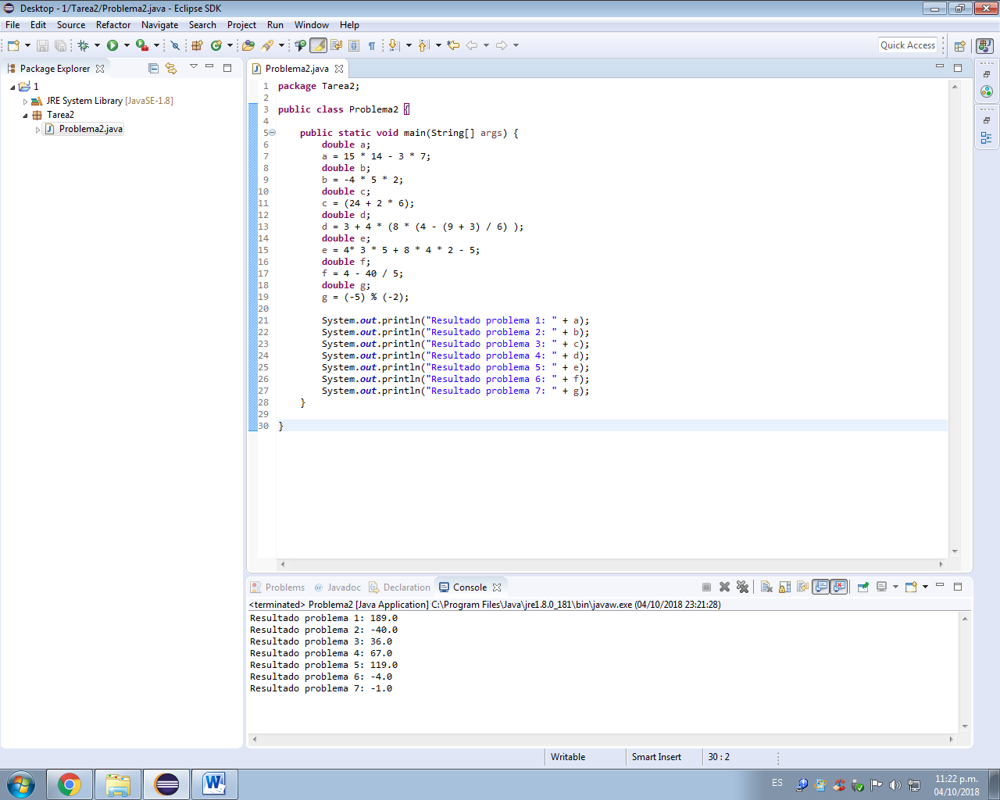 Desktop - 1/Tarea2/Problema2.java - Eclipse SDK
File Edit Source Refactor Navigate Search Project Run Window Help
Quick Access
Package Explorer
1
JRE System Library [JavaSE-1.8]
Tarea2
Problema2.java
Problema2.java
1 package Tarea2;
2
3 public class Problema2 {
4
5 public static void main(String[] args) {
6 double a;
7 a = 15 * 14 - 3 * 7;
8 double b;
9 b = -4 * 5 * 2;
10 double c;
11 c = (24 + 2 * 6);
12 double d;
13 d = 3 + 4 * (8 * (4 - (9 + 3) / 6) );
14 double e;
15 e = 4* 3 * 5 + 8 * 4 * 2 - 5;
16 double f;
17 f = 4 - 40 / 5;
18 double g;
19 g = (-5) % (-2);
20
21 System.out.println("Resultado problema 1: " + a);
22 System.out.println("Resultado problema 2: " + b);
23 System.out.println("Resultado problema 3: " + c);
24 System.out.println("Resultado problema 4: " + d);
25 System.out.println("Resultado problema 5: " + e);
26 System.out.println("Resultado problema 6: " + f);
27 System.out.println("Resultado problema 7: " + g);
28 }
29
30 }
Problems @ Javadoc Declaration Console
<terminated> Problema2 [Java Application] C:\Program Files\Java\jre1.8.0_181\bin\javaw.exe (04/10/2018 23:21:28)
Resultado problema 1: 189.0
Resultado problema 2: -40.0
Resultado problema 3: 36.0
Resultado problema 4: 67.0
Resultado problema 5: 119.0
Resultado problema 6: -4.0
Resultado problema 7: -1.0
Writable Smart Insert 30 : 2
ES
11:22 p.m.
04/10/2018